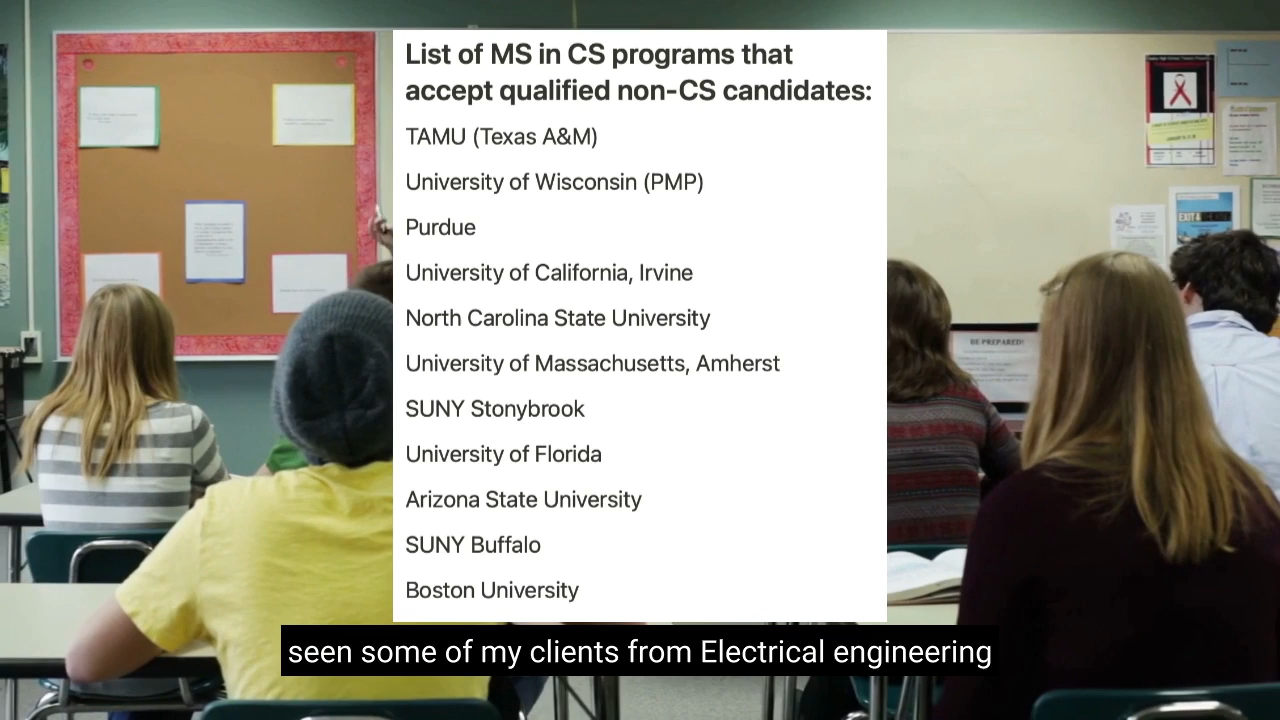 List of MS in CS programs that
accept qualified non-CS candidates:
TAMU (Texas A&M)
University of Wisconsin (PMP)
Purdue
University of California, Irvine
North Carolina State University
University of Massachusetts, Amherst
SUNY Stonybrook
University of Florida
Arizona State University
SUNY Buffalo
Boston University
BE PREPARED!
seen some of my clients from Electrical engineering